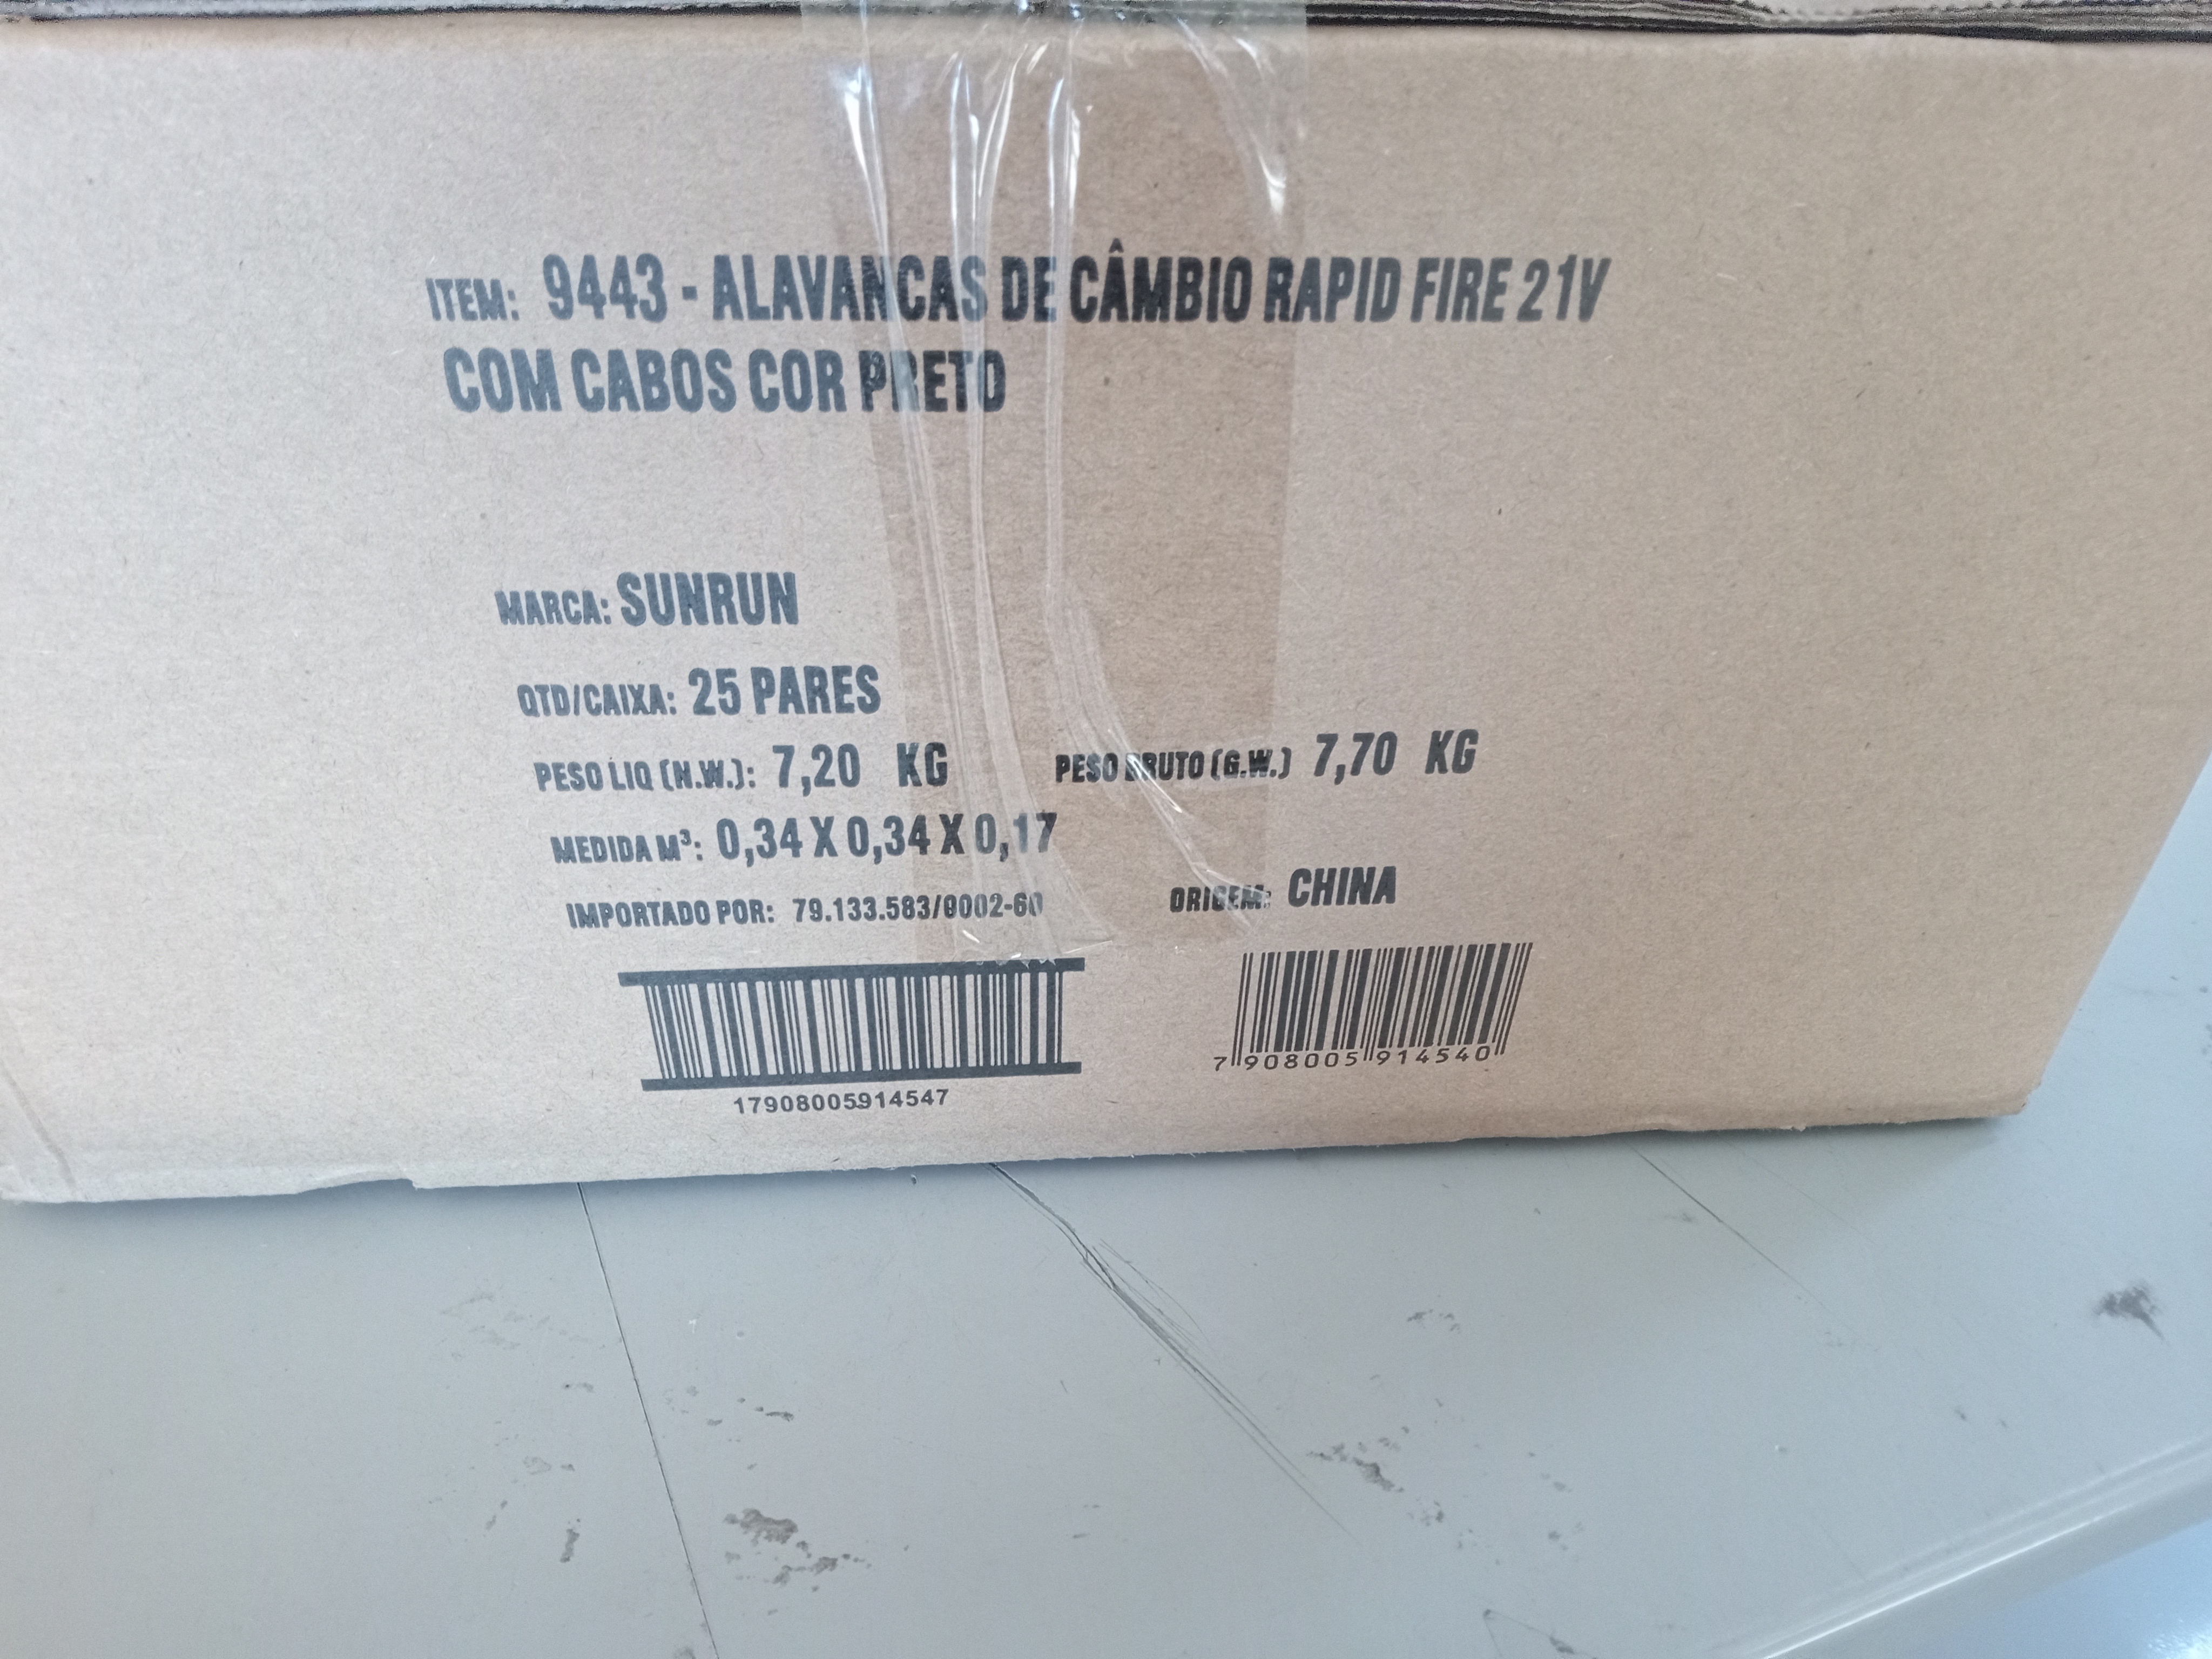 ITEM: 9443 - ALAVANCAS DE CÂMBIO RAPID FIRE 21V
COM CABOS COR PRETO
MARCA: SUNRUN
QTD/CAIXA: 25 PARES
PESO LIQ (N.W.): 7,20 KG PESO BRUTO (G.W.) 7,70 KG
MEDIDA M³: 0,34 X 0,34 X 0,17
IMPORTADO POR: 79.133.583/0002-60 ORIGEM: CHINA
17908005914547
7 908005 914540